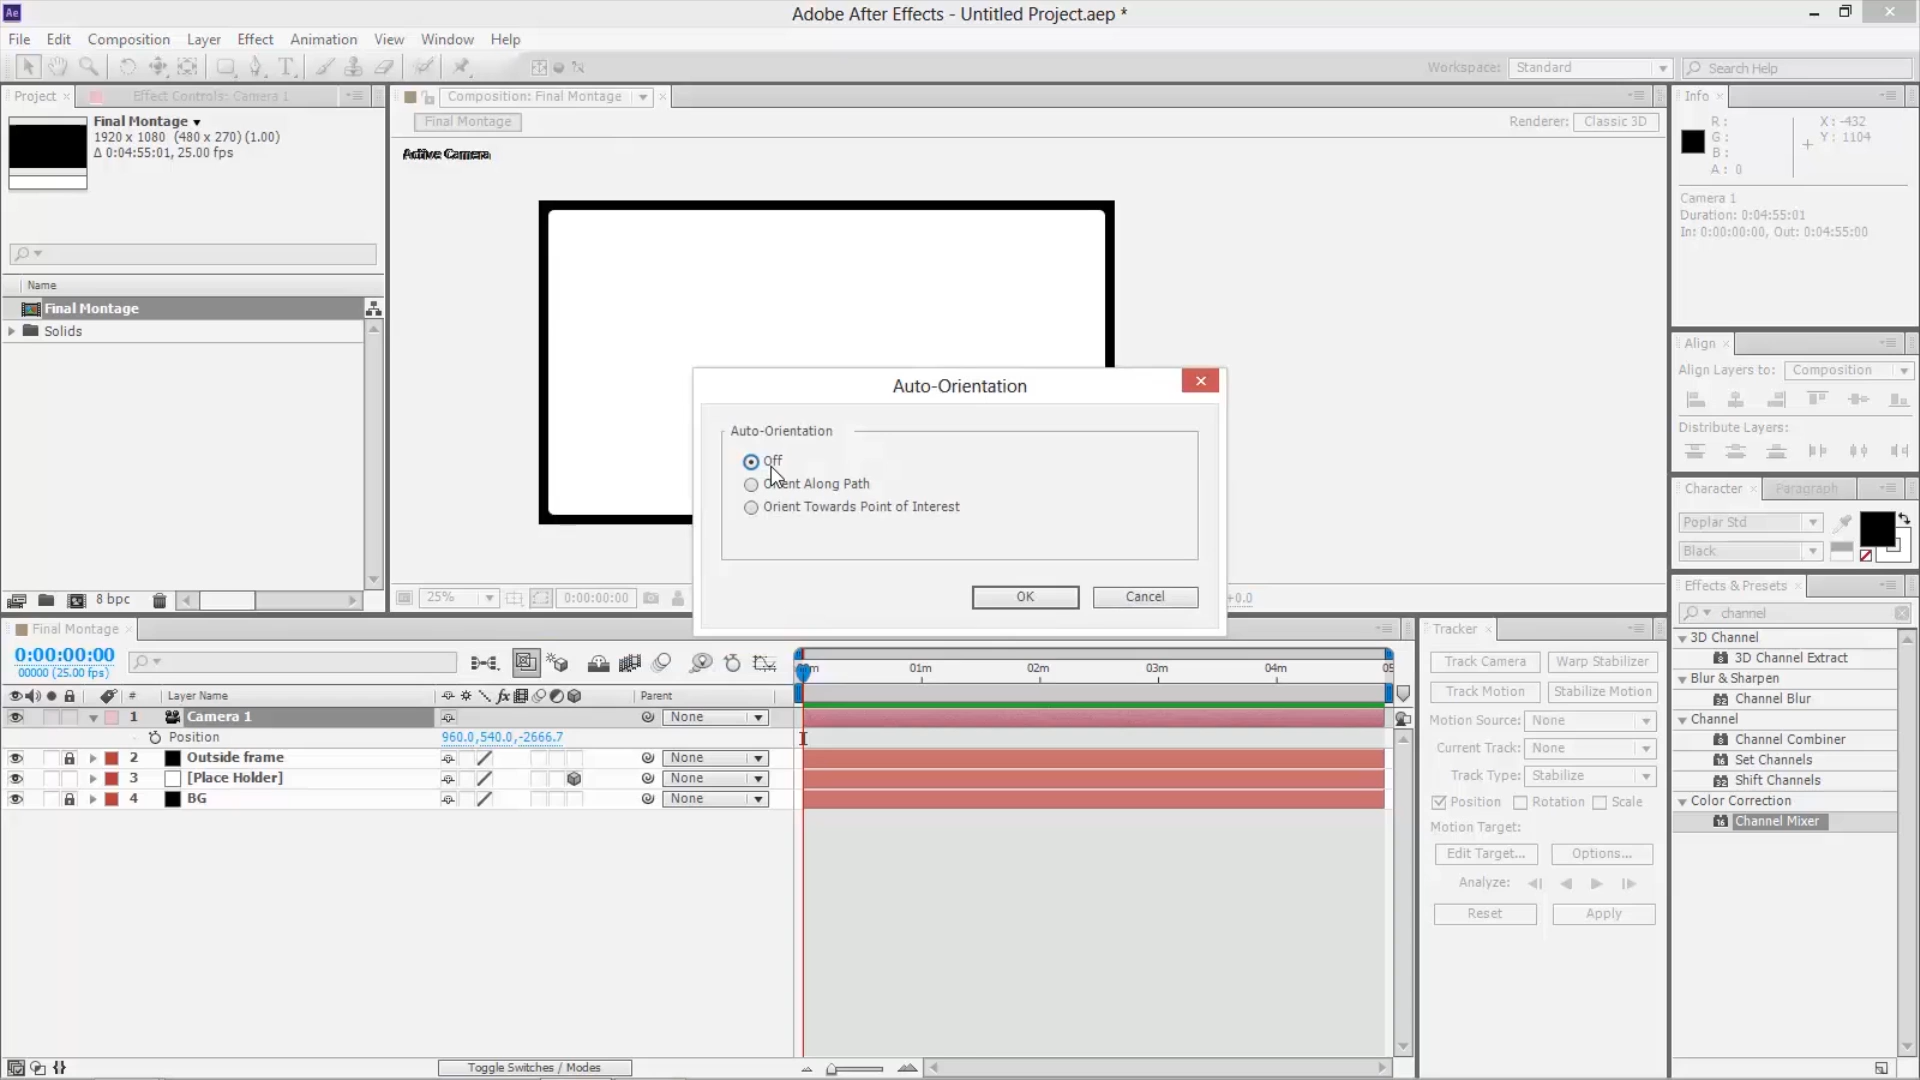 Ae
Adobe After Effects - Untitled Project.aep *
File Edit Composition Layer Effect Animation View Window Help
Workspace: Standard
Search Help
Project
Effect Controls: Camera 1
Final Montage
1920 x 1080 (480 x 270) (1.00)
Δ 0:04:55:01, 25.00 fps
Name
Final Montage
Solids
8 bpc
Composition: Final Montage
Final Montage
Renderer: Classic 3D
Active Camera
25%
0:00:00:00
+0.0
Auto-Orientation
Auto-Orientation
Off
Orient Along Path
Orient Towards Point of Interest
OK
Cancel
Info
R :
G :
B :
A : 0
X : -432
Y : 1104
Camera 1
Duration: 0:04:55:01
In: 0:00:00:00, Out: 0:04:55:00
Align
Align Layers to: Composition
Distribute Layers:
Character
Paragraph
Poplar Std
Black
Effects & Presets
channel
3D Channel
3D Channel Extract
Blur & Sharpen
Channel Blur
Channel
Channel Combiner
Set Channels
Shift Channels
Color Correction
Channel Mixer
Final Montage
0:00:00:00
00000 (25.00 fps)
# Layer Name
Parent
01m 02m 03m 04m 05
1 Camera 1 None
Position 960.0,540.0,-2666.7
2 Outside frame None
3 [Place Holder] None
4 BG None
Toggle Switches / Modes
Tracker
Track Camera
Warp Stabilizer
Track Motion
Stabilize Motion
Motion Source: None
Current Track: None
Track Type: Stabilize
Position Rotation Scale
Motion Target:
Edit Target...
Options...
Analyze:
Reset
Apply